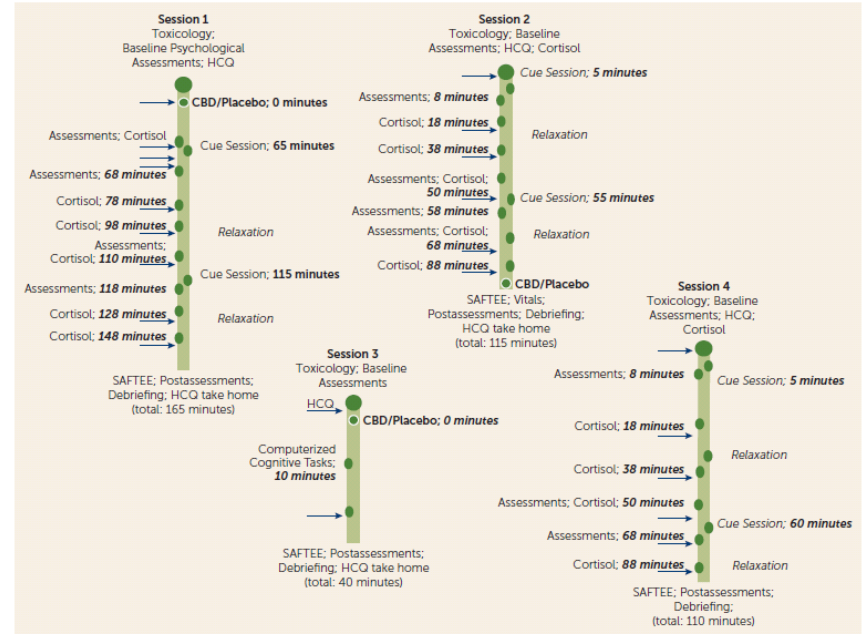 Session 1
Toxicology;
Baseline Psychological
Assessments; HCQ
CBD/Placebo; 0 minutes
Assessments; Cortisol
Cue Session; 65 minutes
Assessments; 68 minutes
Cortisol; 78 minutes
Cortisol; 98 minutes
Relaxation
Assessments;
Cortisol; 110 minutes
Cue Session; 115 minutes
Assessments; 118 minutes
Cortisol; 128 minutes
Relaxation
Cortisol; 148 minutes
SAFTEE; Postassessments;
Debriefing; HCQ take home
(total: 165 minutes)
Session 2
Toxicology; Baseline
Assessments; HCQ; Cortisol
Cue Session; 5 minutes
Assessments; 8 minutes
Cortisol; 18 minutes
Relaxation
Cortisol; 38 minutes
Assessments; Cortisol;
50 minutes
Cue Session; 55 minutes
Assessments; 58 minutes
Assessments; Cortisol;
68 minutes
Relaxation
Cortisol; 88 minutes
CBD/Placebo
SAFTEE; Vitals;
Postassessments; Debriefing;
HCQ take home
(total: 115 minutes)
Session 3
Toxicology; Baseline
Assessments
HCQ
CBD/Placebo; 0 minutes
Computerized
Cognitive Tasks;
10 minutes
SAFTEE; Postassessments;
Debriefing; HCQ take home
(total: 40 minutes)
Session 4
Toxicology; Baseline
Assessments; HCQ;
Cortisol
Assessments; 8 minutes
Cue Session; 5 minutes
Cortisol; 18 minutes
Relaxation
Cortisol; 38 minutes
Assessments; Cortisol; 50 minutes
Cue Session; 60 minutes
Assessments; 68 minutes
Cortisol; 88 minutes
Relaxation
SAFTEE; Postassessments;
Debriefing;
(total: 110 minutes)